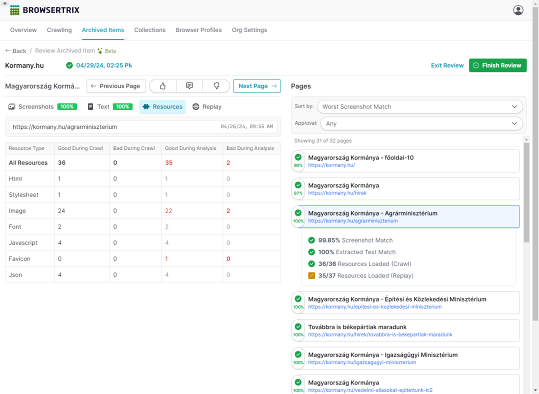 BROWSERTRIX
Overview Crawling Archived Items Collections Browser Profiles Org Settings
← Back / Review Archived Item Beta
Kormany.hu 04/29/24, 02:25 PM Exit Review Finish Review
Magyarország Kormá... ← Previous Page Next Page →
Screenshots 100% Text 100% Resources Replay
https://kormany.hu/agrarminiszterium 04/26/24, 09:55 AM
Resource Type Good During Crawl Bad During Crawl Good During Analysis Bad During Analysis
All Resources 36 0 35 2
Html 1 0 1 0
Stylesheet 1 0 1 0
Image 24 0 22 2
Font 2 0 2 0
Javascript 4 0 4 0
Favicon 0 0 1 0
Json 4 0 4 0
Pages
Sort by: Worst Screenshot Match
Approval: Any
Showing 31 of 32 pages
Magyarország Kormánya - főoldal-10
https://kormany.hu/
Magyarország Kormánya
97% https://kormany.hu/hirek
Magyarország Kormánya - Agrárminisztérium
100% https://kormany.hu/agrarminiszterium
99.85% Screenshot Match
100% Extracted Text Match
36/36 Resources Loaded (Crawl)
35/37 Resources Loaded (Replay)
Magyarország Kormánya - Építési és Közlekedési Minisztérium
100% https://kormany.hu/epitesi-es-kozlekedesi-miniszterium
Továbbra is békepártiak maradunk
100% https://kormany.hu/hirek/tovabbra-is-bekepartiak-maradunk
Magyarország Kormánya - Igazságügyi Minisztérium
100% https://kormany.hu/igazsagugyi-miniszterium
Magyarország Kormánya
100% https://kormany.hu/vedelmi-allasokat-epitettunk-ki2